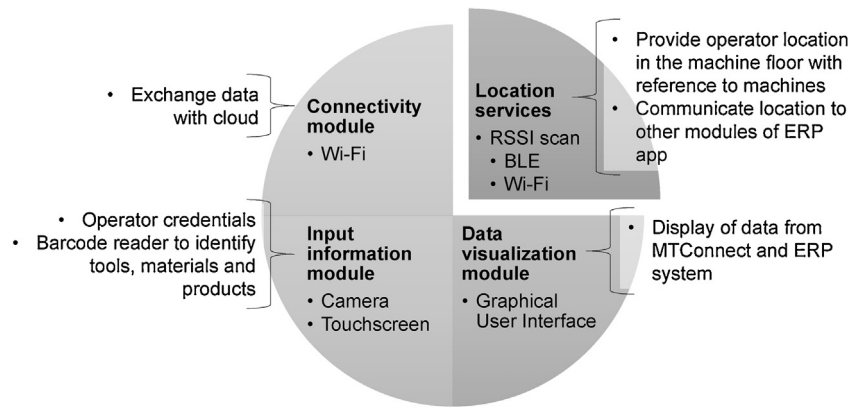 • Exchange data
with cloud
Connectivity
module
• Wi-Fi
Location
services
• RSSI scan
• BLE
• Wi-Fi
• Provide operator location
in the machine floor with
reference to machines
• Communicate location to
other modules of ERP
app
• Operator credentials
• Barcode reader to identify
tools, materials and
products
Input
information
module
• Camera
• Touchscreen
Data
visualization
module
• Graphical
User Interface
• Display of data from
MTConnect and ERP
system